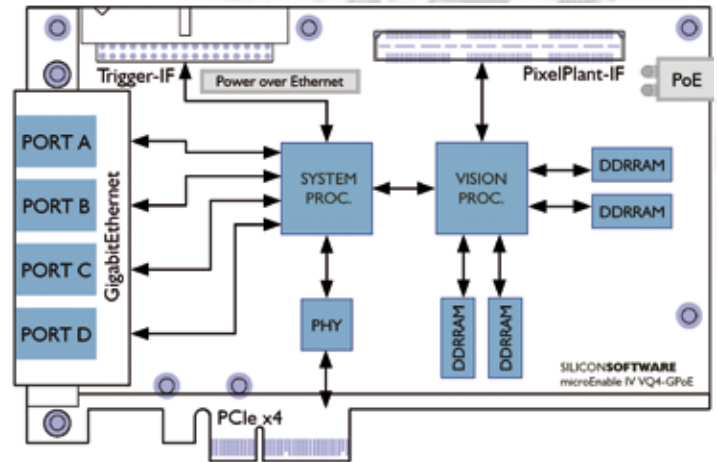 Trigger-IF
Power over Ethernet
PixelPlant-IF
PoE
PORT A
PORT B
PORT C
PORT D
GigabitEthernet
SYSTEM
PROC.
VISION
PROC.
DDRRAM
DDRRAM
PHY
DDRRAM
DDRRAM
SILICONSOFTWARE
microEnable IV VQ4-GPoE
PCIe x4